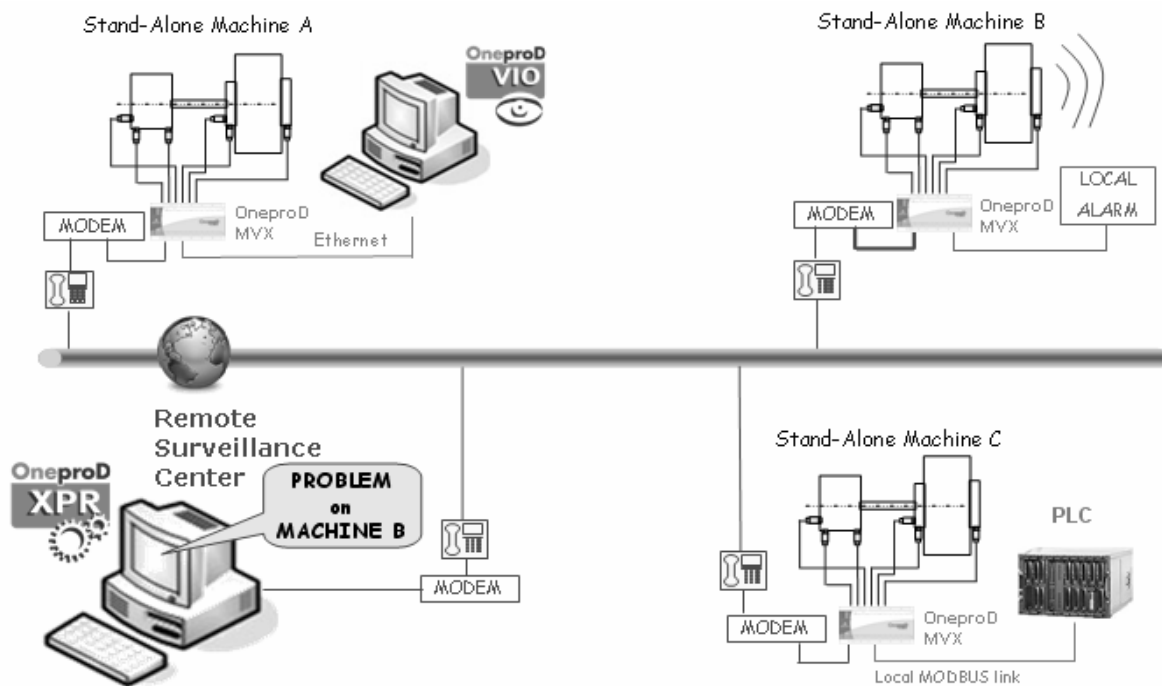 Stand-Alone Machine A
OneproD
VIO
MODEM
OneproD
MVX
Ethernet
Stand-Alone Machine B
LOCAL
ALARM
MODEM
OneproD
MVX
Remote
Surveillance
Center
OneproD
XPR
PROBLEM
on
MACHINE B
MODEM
Stand-Alone Machine C
PLC
MODEM
OneproD
MVX
Local MODBUS link